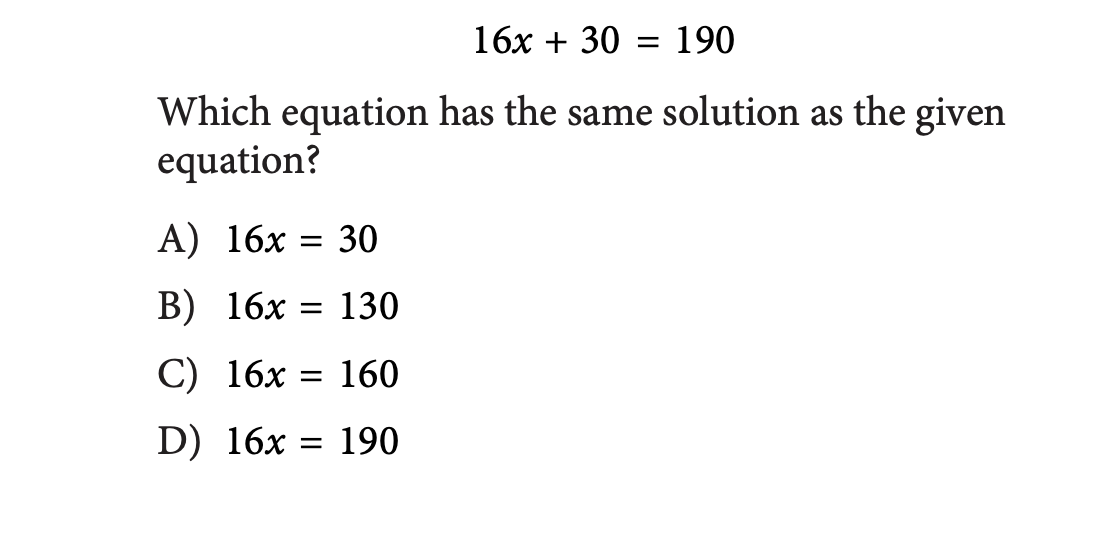 16x + 30 = 190
Which equation has the same solution as the given
equation?
A) 16x = 30
B) 16x = 130
C) 16x = 160
D) 16x = 190